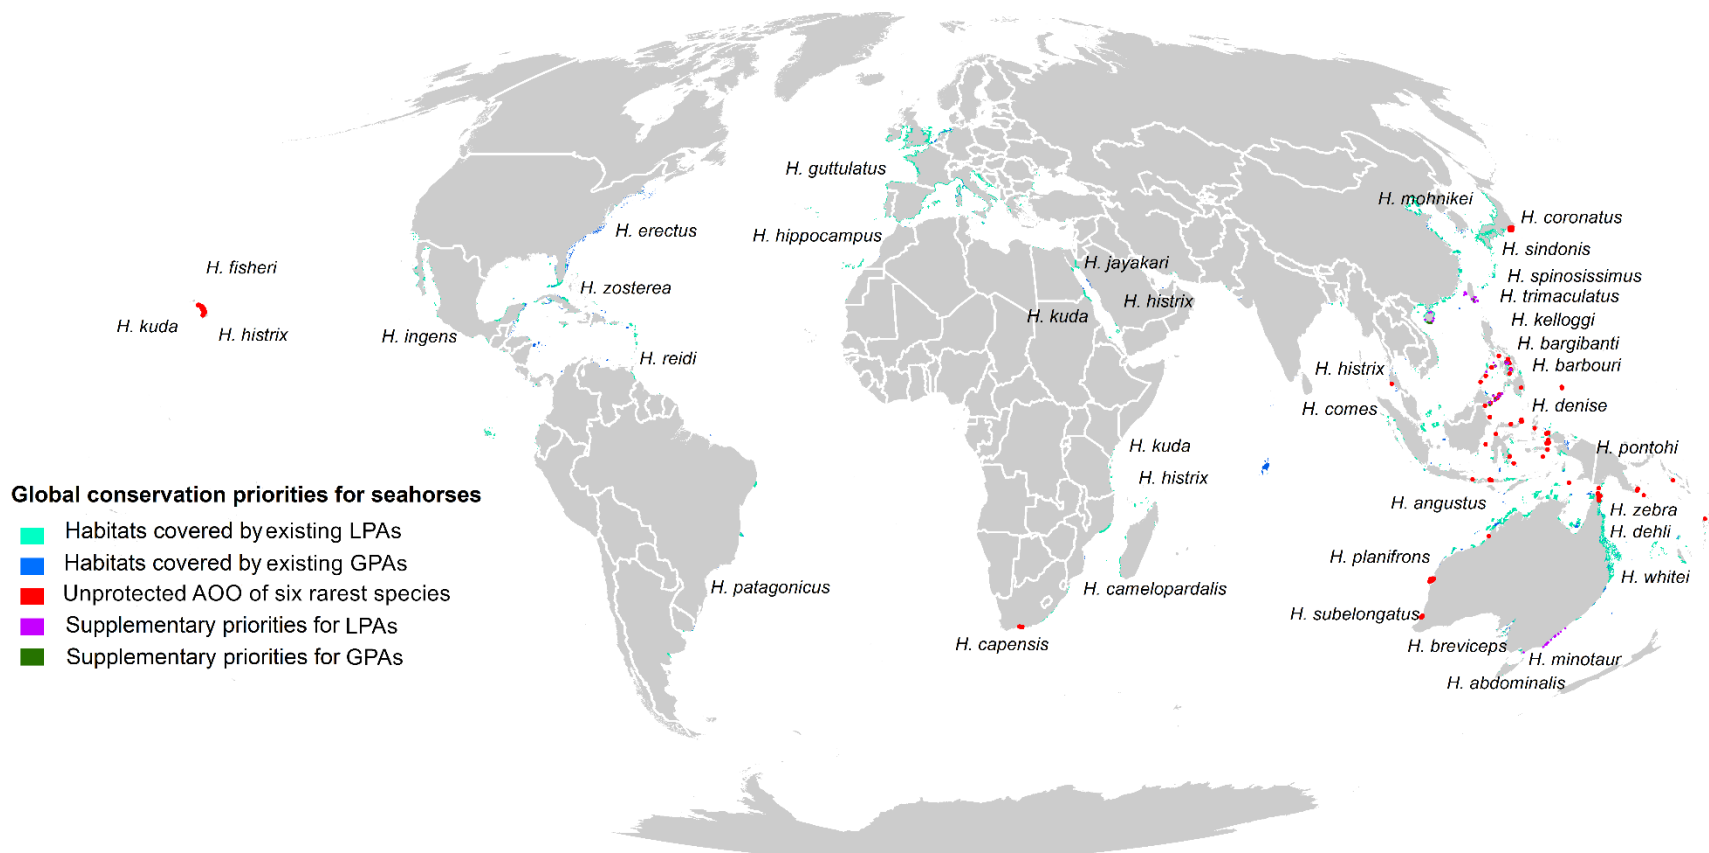 H. guttulatus
H. mohnikei
H. coronatus
H. erectus
H. hippocampus
H. sindonis
H. fisheri
H. jayakari
H. spinosissimus
H. zosterea
H. histrix
H. trimaculatus
H. kuda
H. kelloggi
H. kuda
H. histrix
H. ingens
H. bargibanti
H. reidi
H. histrix
H. barbouri
H. comes
H. denise
H. kuda
H. pontohi
H. histrix
Global conservation priorities for seahorses
Habitats covered by existing LPAs
Habitats covered by existing GPAs
Unprotected AOO of six rarest species
Supplementary priorities for LPAs
Supplementary priorities for GPAs
H. angustus
H. zebra
H. dehli
H. planifrons
H. whitei
H. patagonicus
H. camelopardalis
H. subelongatus
H. capensis
H. breviceps
H. minotaur
H. abdominalis